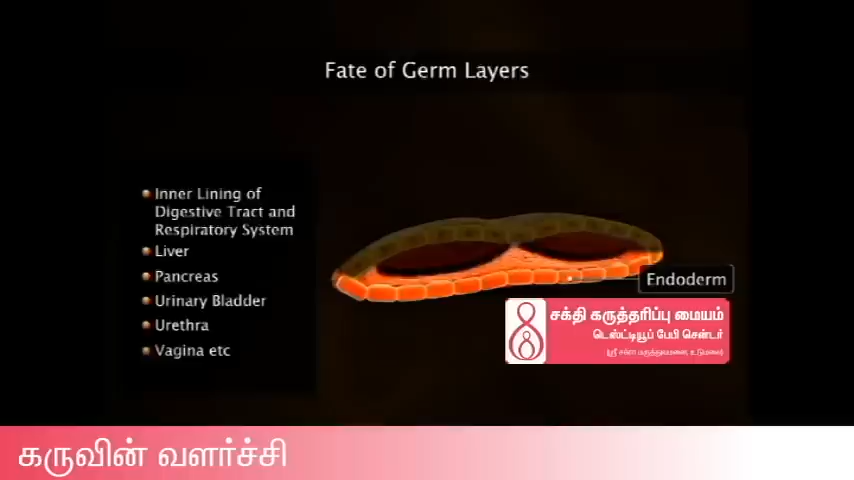 Fate of Germ Layers
Inner Lining of
Digestive Tract and
Respiratory System
Liver
Pancreas
Urinary Bladder
Urethra
Vagina etc
Endoderm
சக்தி கருத்தரிப்பு மையம்
டெஸ்ட்டியூப் பேபி சென்டர்
கருவின் வளர்ச்சி